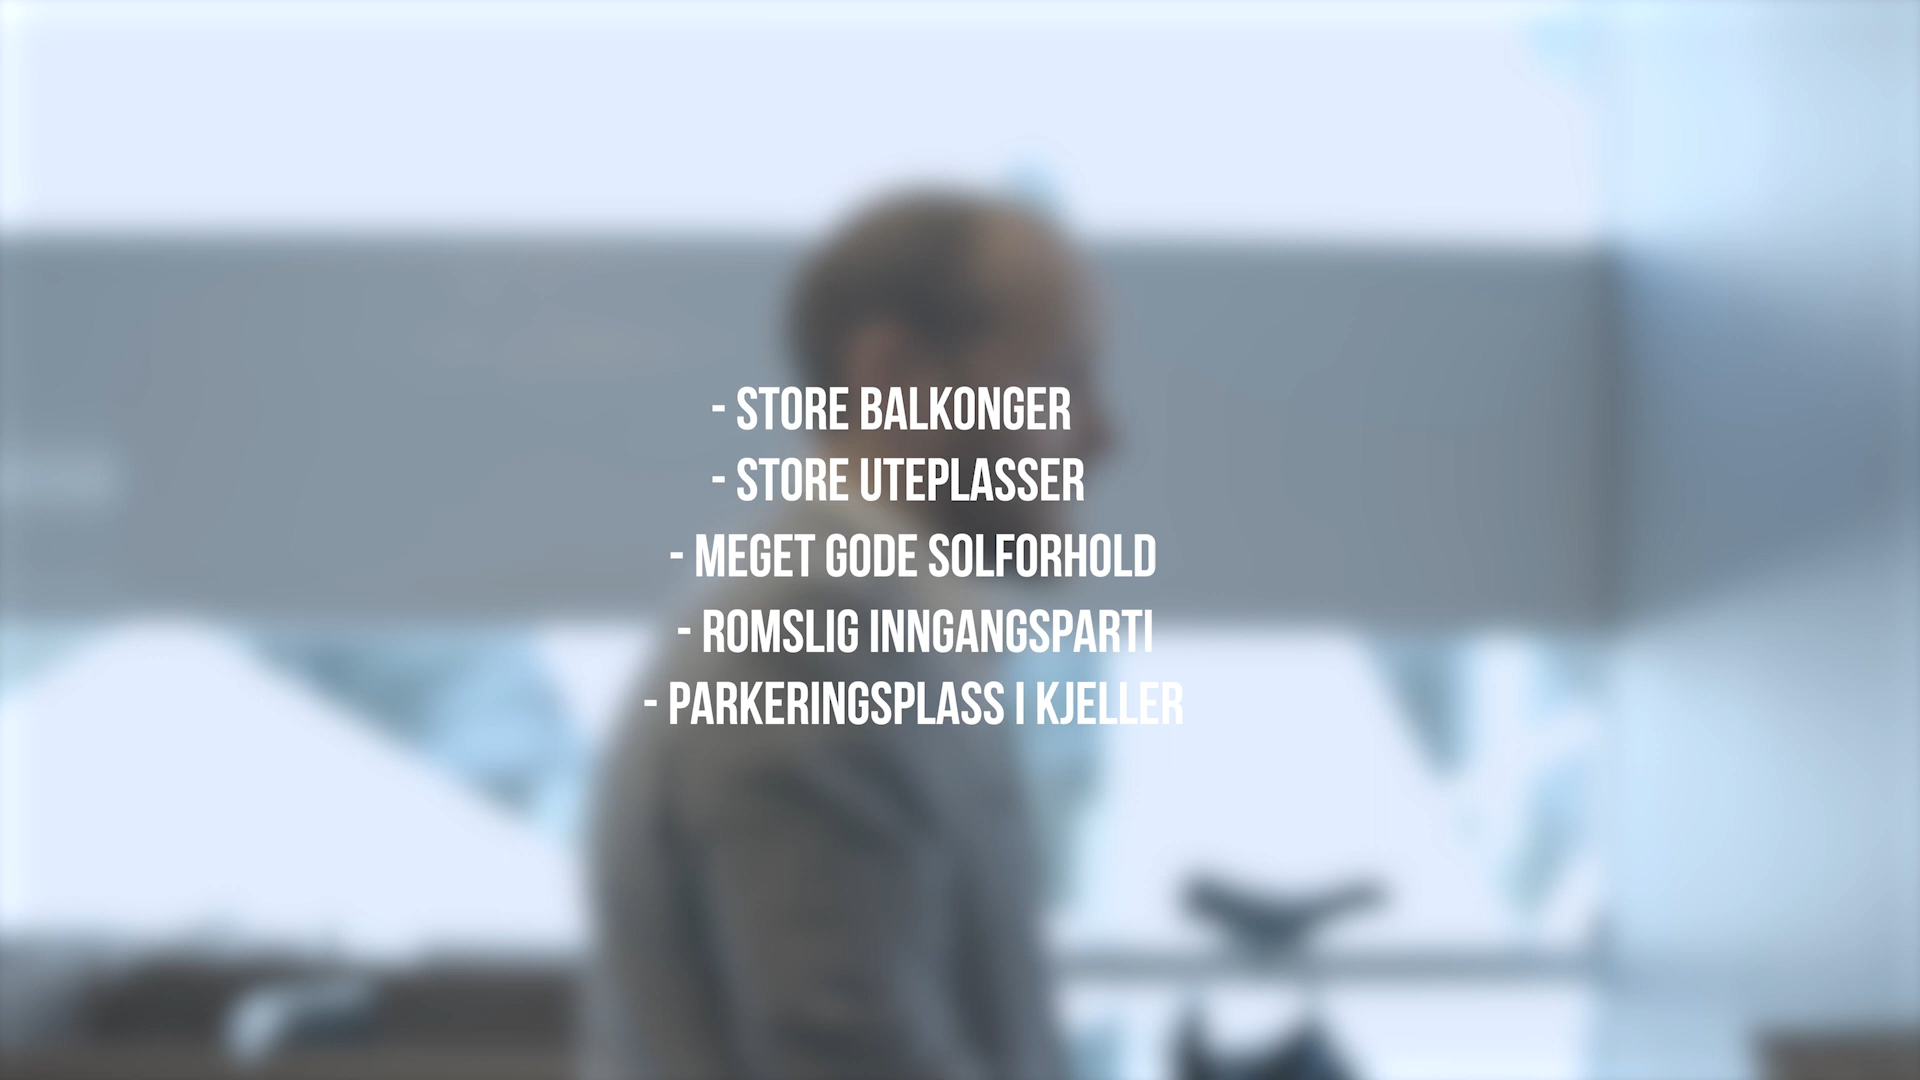 - STORE BALKONGER
- STORE UTEPLASSER
- MEGET GODE SOLFORHOLD
- ROMSLIG INNGANGSPARTI
- PARKERINGSPLASS I KJELLER